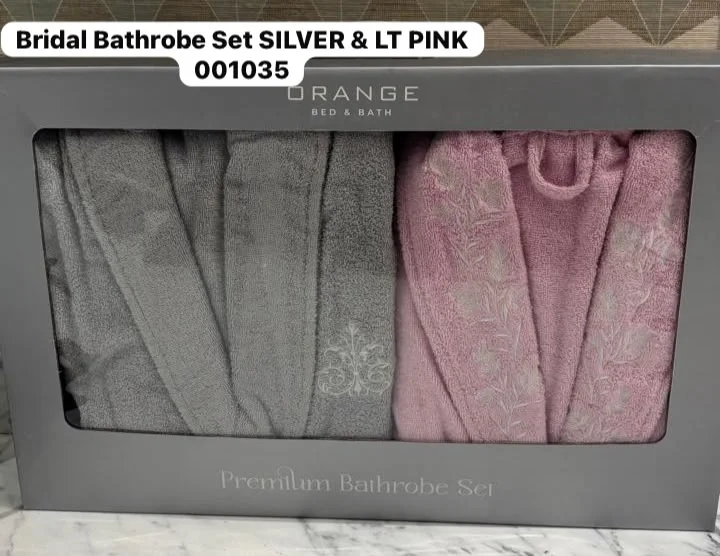 Bridal Bathrobe Set SILVER & LT PINK
001035
ORANGE
BED & BATH
Premium Bathrobe Set